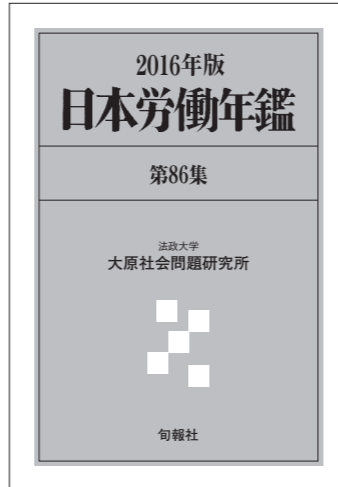 2016年版
日本労働年鑑
第86集
法政大学
大原社会問題研究所
旬報社